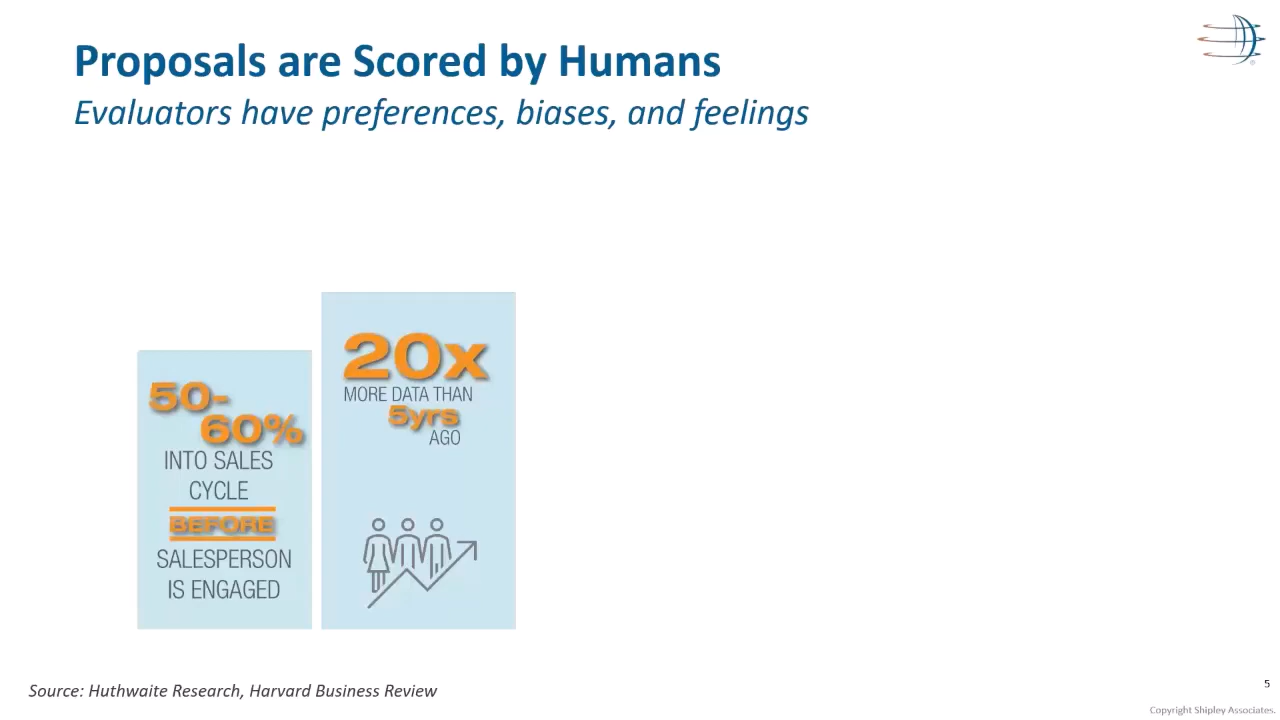 Proposals are Scored by Humans
Evaluators have preferences, biases, and feelings
50-
60%
INTO SALES
CYCLE
BEFORE
SALESPERSON
IS ENGAGED
20x
MORE DATA THAN
5yrs
AGO
Source: Huthwaite Research, Harvard Business Review
5
Copyright Shipley Associates.